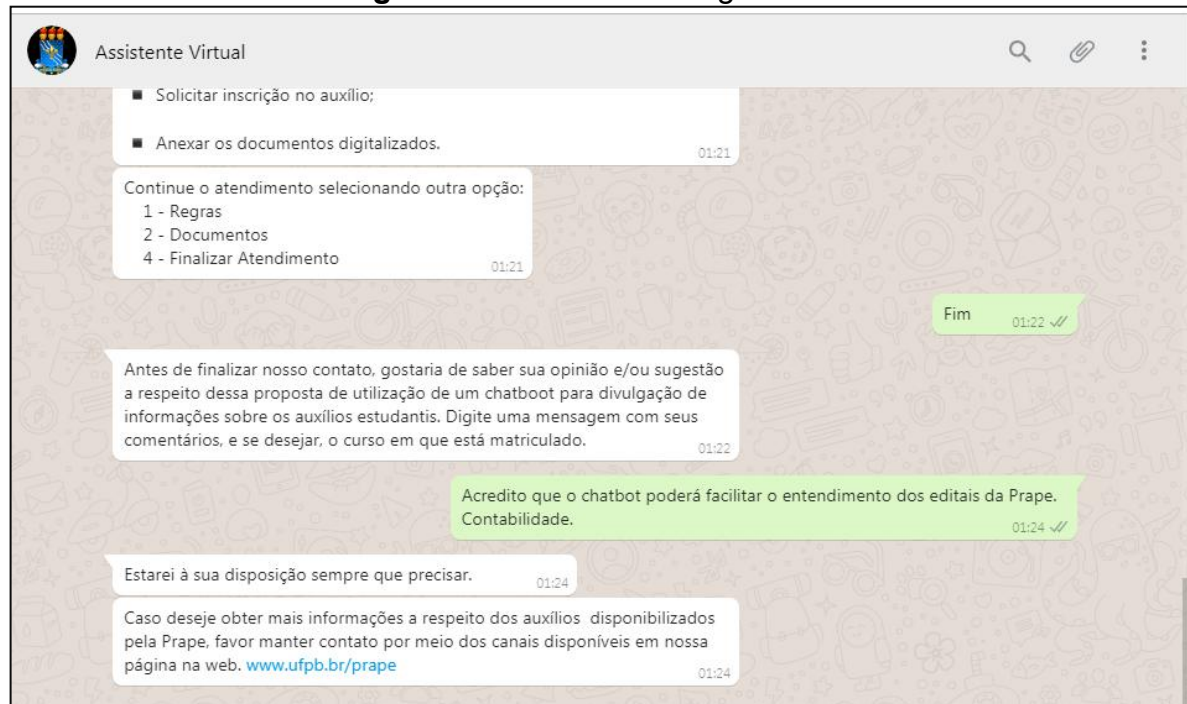 Assistente Virtual
■ Solicitar inscrição no auxílio;
■ Anexar os documentos digitalizados.
01:21
Continue o atendimento selecionando outra opção:
1 - Regras
2 - Documentos
4 - Finalizar Atendimento
01:21
Fim
01:22
Antes de finalizar nosso contato, gostaria de saber sua opinião e/ou sugestão
a respeito dessa proposta de utilização de um chatboot para divulgação de
informações sobre os auxílios estudantis. Digite uma mensagem com seus
comentários, e se desejar, o curso em que está matriculado.
01:22
Acredito que o chatbot poderá facilitar o entendimento dos editais da Prape.
Contabilidade.
01:24
Estarei à sua disposição sempre que precisar.
01:24
Caso deseje obter mais informações a respeito dos auxílios disponibilizados
pela Prape, favor manter contato por meio dos canais disponíveis em nossa
página na web. www.ufpb.br/prape
01:24